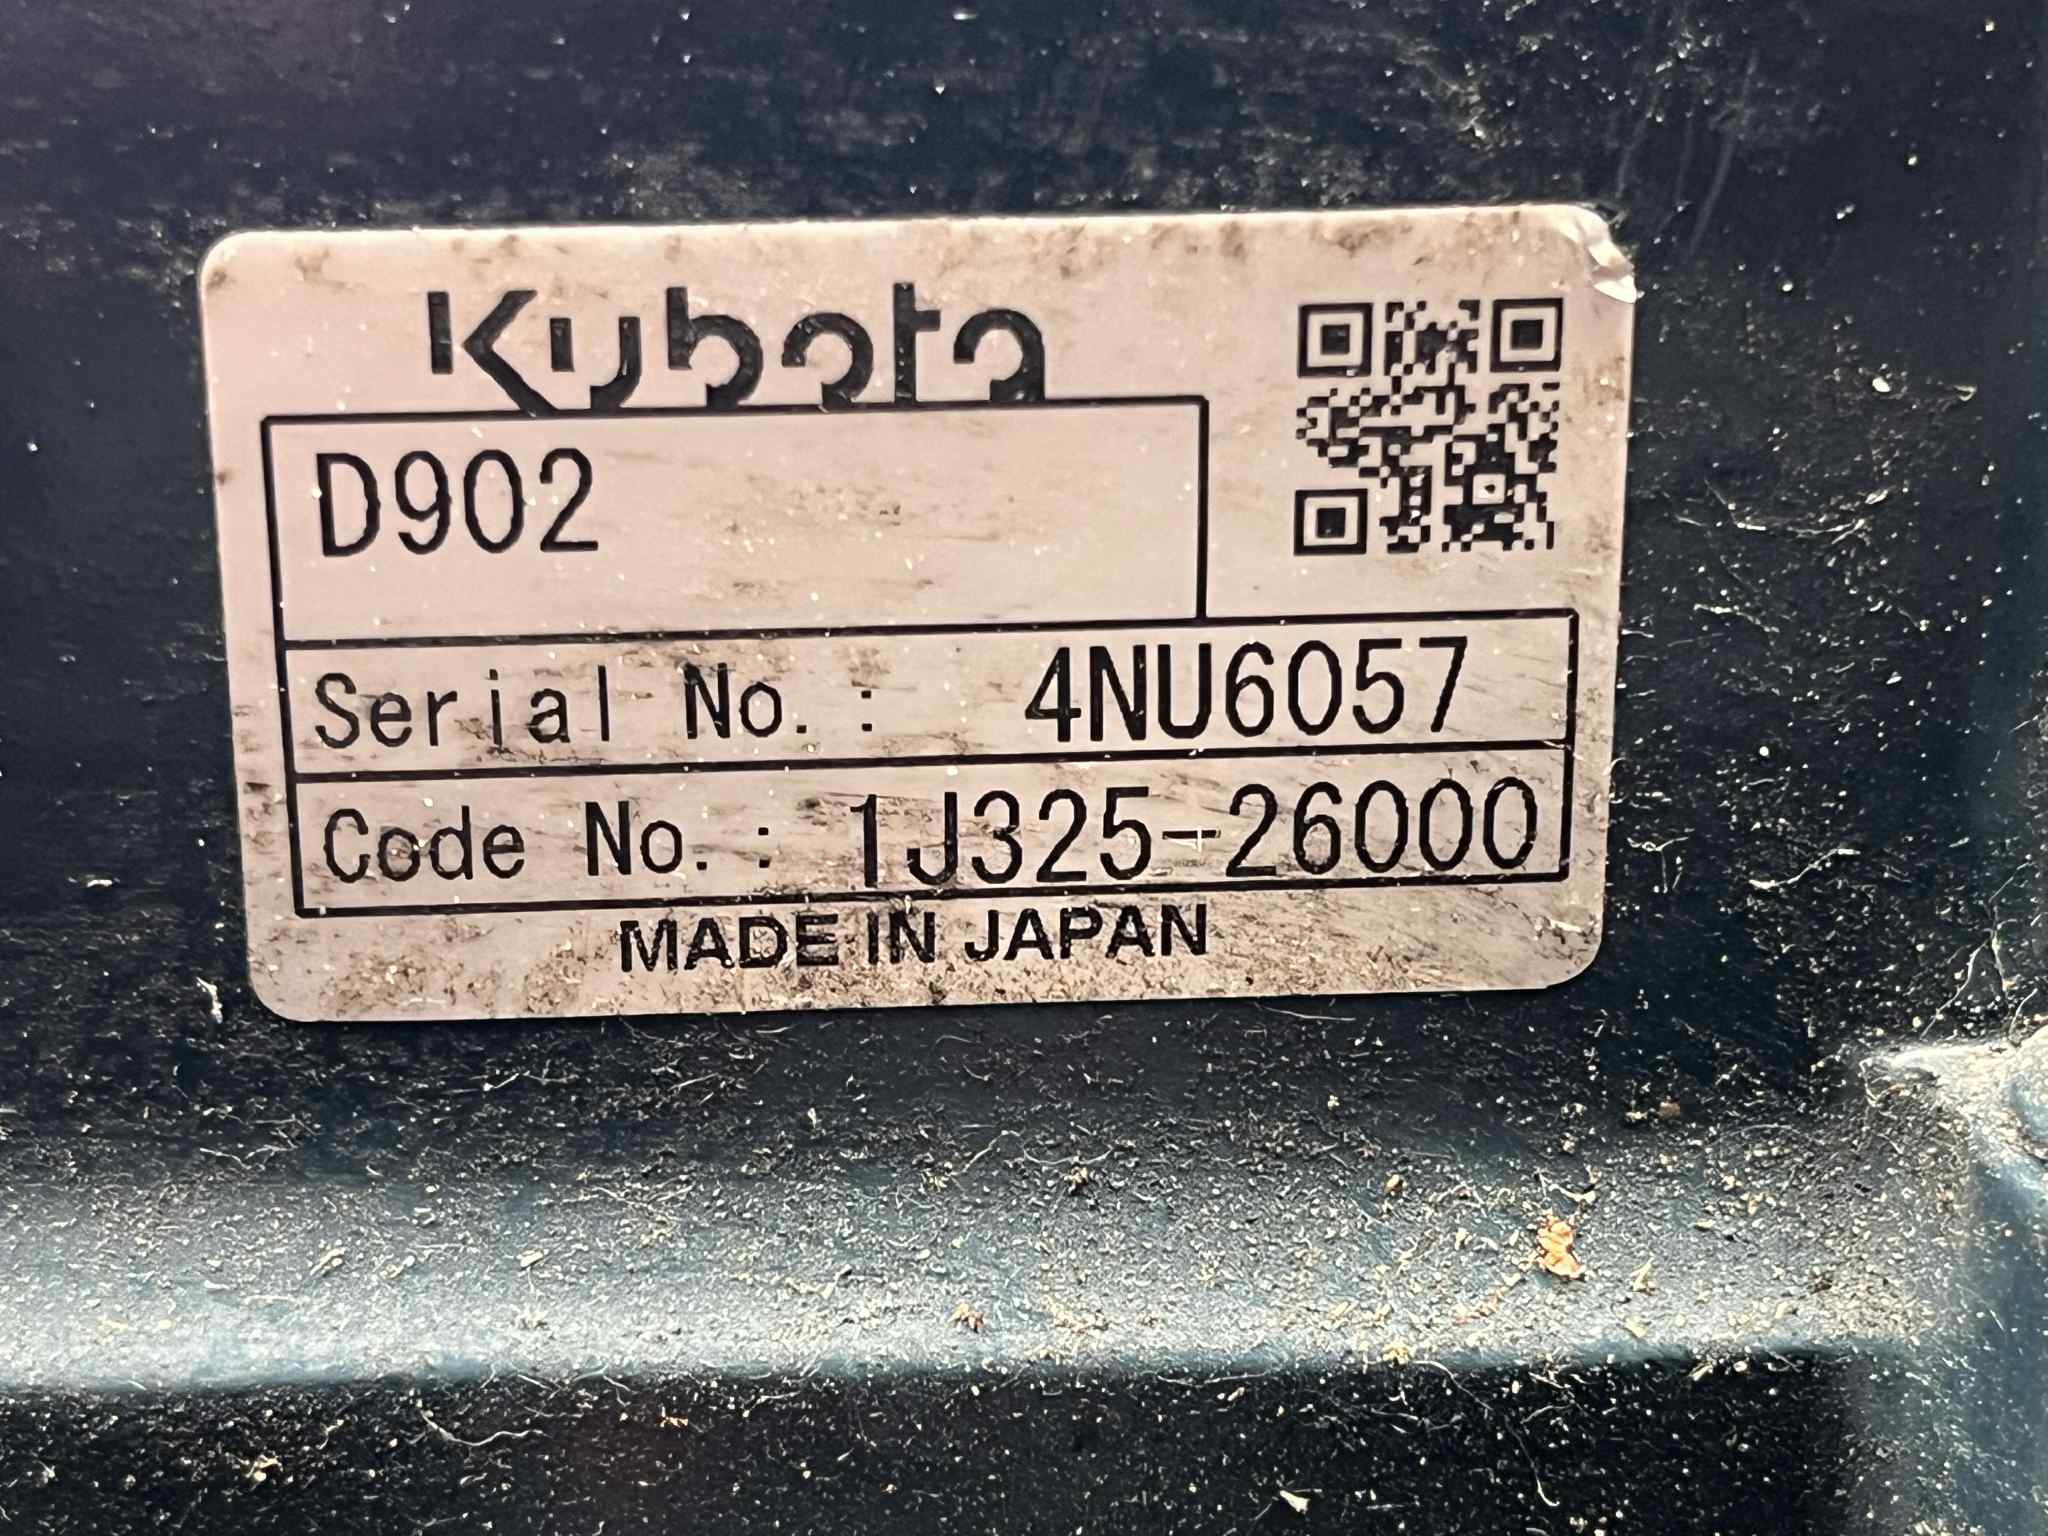 Kubota
D902
Serial No.: 4NU6057
Code No.: 1J325-26000
MADE IN JAPAN